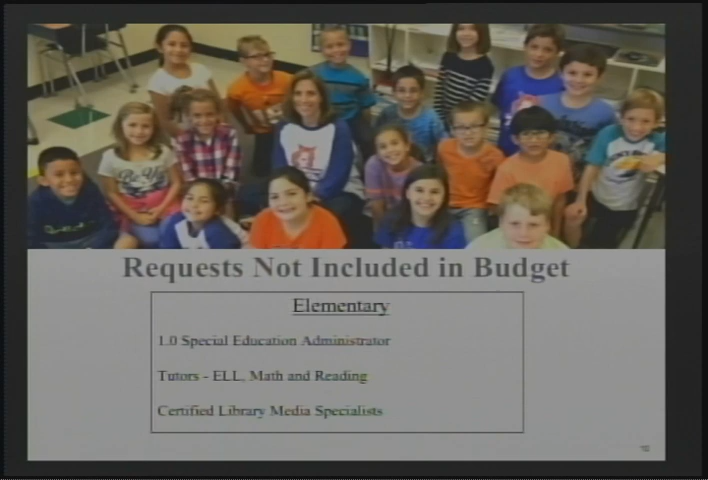 Requests Not Included in Budget
Elementary
1.0 Special Education Administrator
Tutors - ELL, Math and Reading
Certified Library Media Specialists